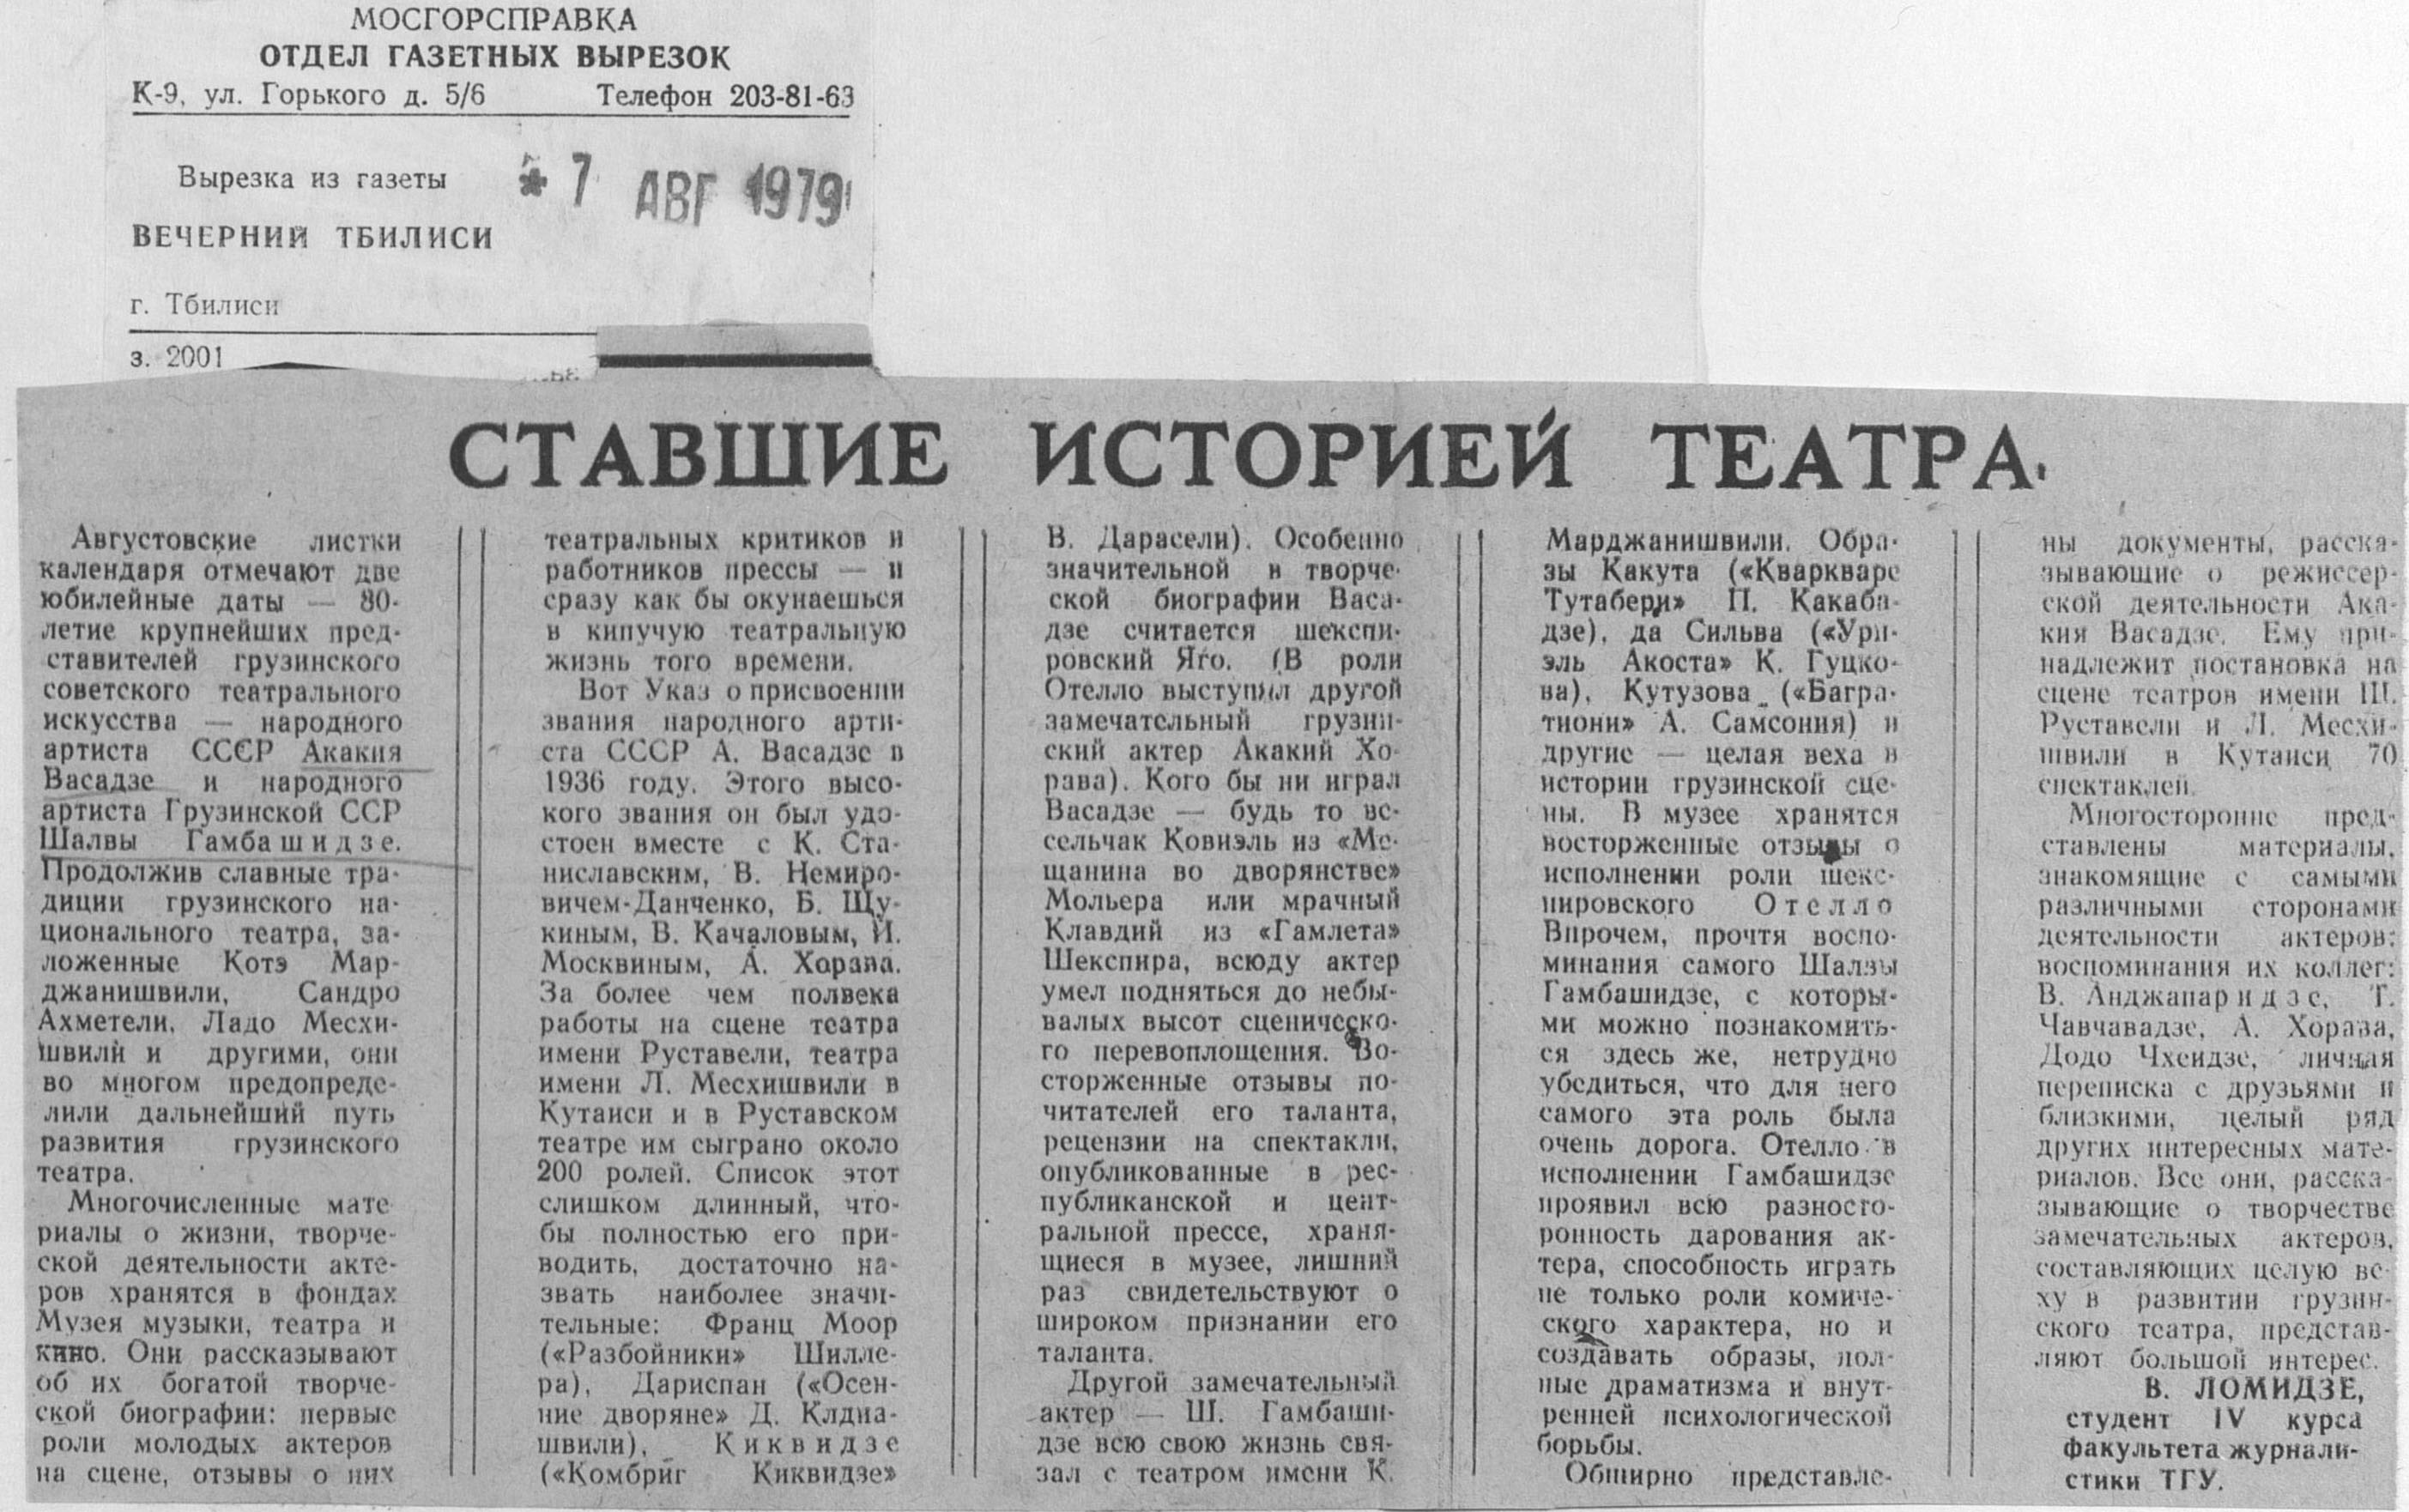 МОСГОРСПРАВКА
ОТДЕЛ ГАЗЕТНЫХ ВЫРЕЗОК
К-9, ул. Горького д. 5/6 Телефон 203-81-63
Вырезка из газеты
* 7 АВГ 1979
ВЕЧЕРНИЙ ТБИЛИСИ
г. Тбилиси
з. 2001
СТАВШИЕ ИСТОРИЕЙ ТЕАТРА
Августовские листки
календаря отмечают две
юбилейные даты — 80-
летие крупнейших пред-
ставителей грузинского
советского театрального
искусства — народного
артиста СССР Акакия
Васадзе и народного
артиста Грузинской ССР
Шалвы Гамбашидзе.
Продолжив славные тра-
диции грузинского на-
ционального театра, за-
ложенные Котэ Мар-
джанишвили, Сандро
Ахметели, Ладо Месхи-
швили и другими, они
во многом предопреде-
лили дальнейший путь
развития грузинского
театра.
Многочисленные мате
риалы о жизни, творче-
ской деятельности акте-
ров хранятся в фондах
Музея музыки, театра и
кино. Они рассказывают
об их богатой творче-
ской биографии: первые
роли молодых актеров
на сцене, отзывы о них
театральных критиков и
работников прессы — и
сразу как бы окунаешься
в кипучую театральную
жизнь того времени.
Вот Указ о присвоении
звания народного арти-
ста СССР А. Васадзе в
1936 году. Этого высо-
кого звания он был удо-
стоен вместе с К. Ста-
ниславским, В. Немиро-
вичем-Данченко, Б. Щу-
киным, В. Качаловым, И.
Москвиным, А. Хорава.
За более чем полвека
работы на сцене театра
имени Руставели, театра
имени Л. Месхишвили в
Кутаиси и в Руставском
театре им сыграно около
200 ролей. Список этот
слишком длинный, что-
бы полностью его при-
водить, достаточно на-
звать наиболее значи-
тельные: Франц Моор
(«Разбойники» Шилле-
ра), Дариспан («Осен-
ние дворяне» Д. Клдиа-
швили), Киквидзе
(«Комбриг Киквидзе»
В. Дарасели). Особенно
значительной в творче-
ской биографии Васа-
дзе считается шекспи-
ровский Яго. (В роли
Отелло выступил другой
замечательный грузин-
ский актер Акакий Хо-
рава). Кого бы ни играл
Васадзе — будь то ве-
сельчак Ковиэль из «Ме-
щанина во дворянстве»
Мольера или мрачный
Клавдий из «Гамлета»
Шекспира, всюду актер
умел подняться до небы-
валых высот сценическо-
го перевоплощения. Во-
сторженные отзывы по-
читателей его таланта,
рецензии на спектакли,
опубликованные в рес-
публиканской и цент-
ральной прессе, храня-
щиеся в музее, лишний
раз свидетельствуют о
широком признании его
таланта.
Другой замечательный
актер — Ш. Гамбаши-
дзе всю свою жизнь свя-
зал с театром имени К.
Марджанишвили. Обра-
зы Какута («Кваркваре
Тутабери» П. Какаба-
дзе), да Сильва («Ури-
эль Акоста» К. Гуцко-
ва), Кутузова («Багра-
тиони» А. Самсония) и
другие — целая веха в
истории грузинской сце-
ны. В музее хранятся
восторженные отзывы о
исполнении роли шекс-
пировского Отелло
Впрочем, прочтя воспо-
минания самого Шалвы
Гамбашидзе, с которы-
ми можно познакомить-
ся здесь же, нетрудно
убедиться, что для него
самого эта роль была
очень дорога. Отелло в
исполнении Гамбашидзе
проявил всю разносто-
ронность дарования ак-
тера, способность играть
не только роли комиче-
ского характера, но и
создавать образы, пол-
ные драматизма и внут-
ренней психологической
борьбы.
Обширно представле-
ны документы, расска-
зывающие о режиссер-
ской деятельности Ака-
кия Васадзе. Ему при-
надлежит постановка на
сцене театров имени Ш.
Руставели и Л. Месхи-
швили в Кутаиси 70
спектаклей.
Многосторонне пред-
ставлены материалы,
знакомящие с самыми
различными сторонами
деятельности актеров:
воспоминания их коллег:
В. Анджапаридзе, Т.
Чавчавадзе, А. Хорава,
Додо Чхеидзе, личная
переписка с друзьями и
близкими, целый ряд
других интересных мате-
риалов. Все они, расска-
зывающие о творчестве
замечательных актеров,
составляющих целую ве-
ху в развитии грузин-
ского театра, представ-
ляют большой интерес.
В. ЛОМИДЗЕ,
студент IV курса
факультета журнали-
стики ТГУ.